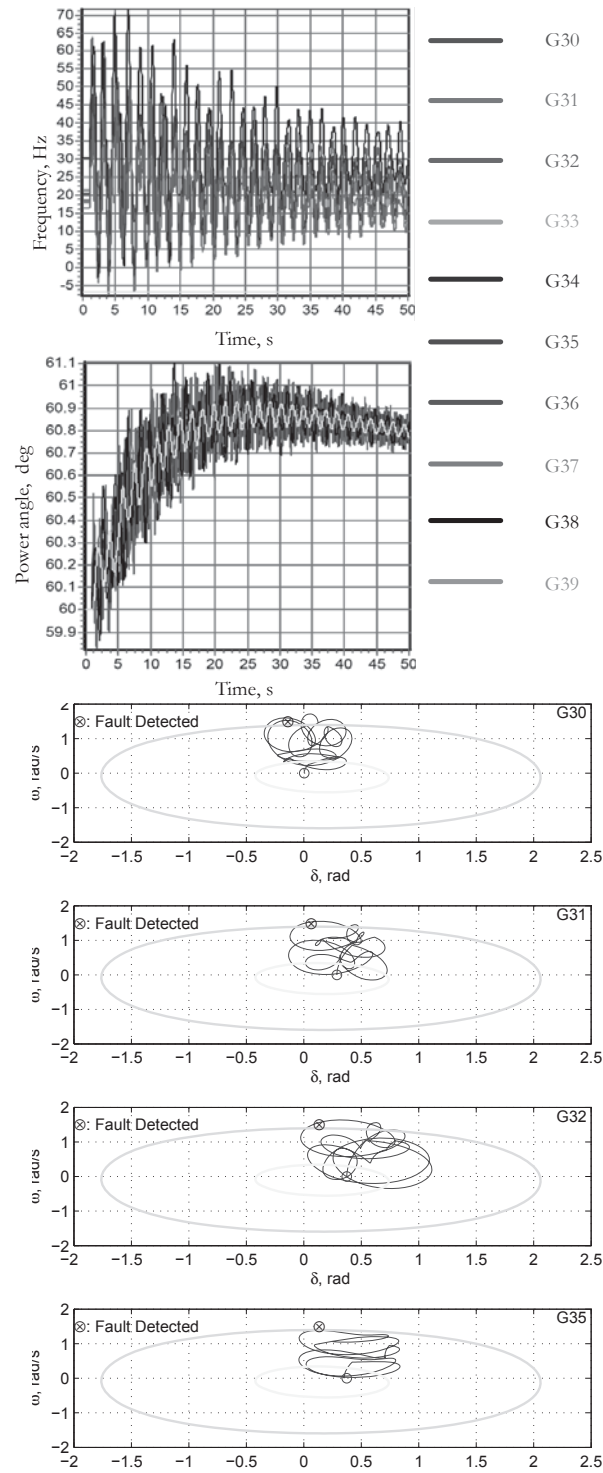 70
65
60
55
50
45
40
35
30
25
20
15
10
5
0
-5
Frequency, Hz
0 5 10 15 20 25 30 35 40 45 50
Time, s
61.1
61
60.9
60.8
60.7
60.5
60.4
60.3
60.2
60.1
60
59.9
Power angle, deg
0 5 10 15 20 25 30 35 40 45 50
Time, s
G30
G31
G32
G33
G34
G35
G36
G37
G38
G39
⊗: Fault Detected
G30
2
1
0
−1
−2
ω, rad/s
−2 −1.5 −1 −0.5 0 0.5 1 1.5 2 2.5
δ, rad
⊗: Fault Detected
G31
2
1
0
−1
−2
ω, rad/s
−2 −1.5 −1 −0.5 0 0.5 1 1.5 2 2.5
δ, rad
⊗: Fault Detected
G32
2
1
0
−1
−2
ω, rad/s
−2 −1.5 −1 −0.5 0 0.5 1 1.5 2 2.5
δ, rad
⊗: Fault Detected
G35
2
1
0
−1
−2
ω, rad/s
−2 −1.5 −1 −0.5 0 0.5 1 1.5 2 2.5